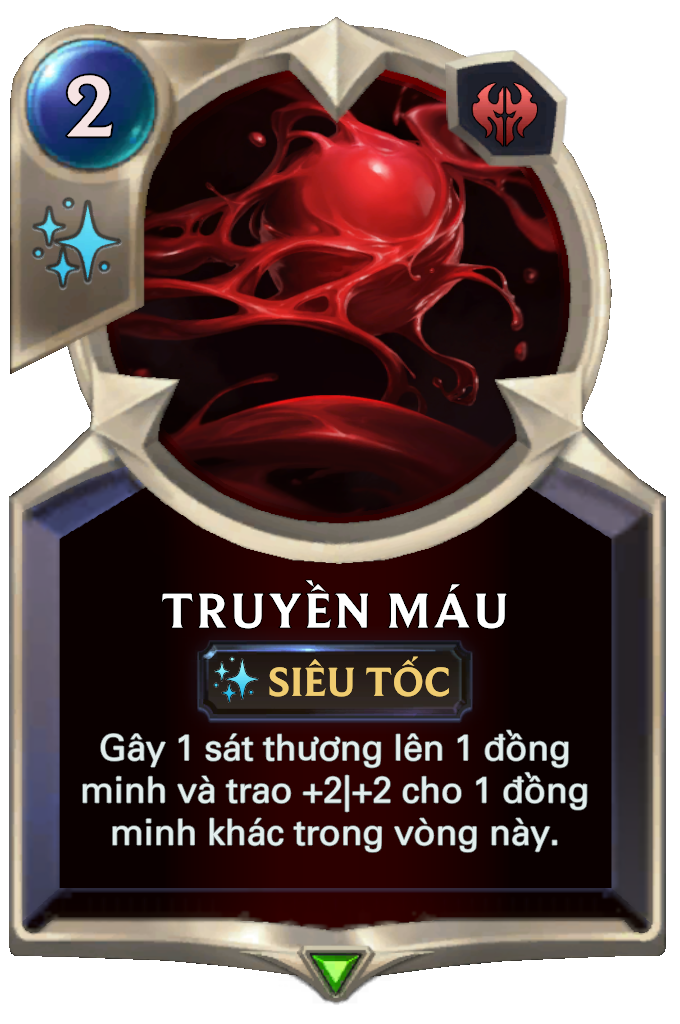 2
TRUYỀN MÁU
SIÊU TỐC
Gây 1 sát thương lên 1 đồng
minh và trao +2|+2 cho 1 đồng
minh khác trong vòng này.